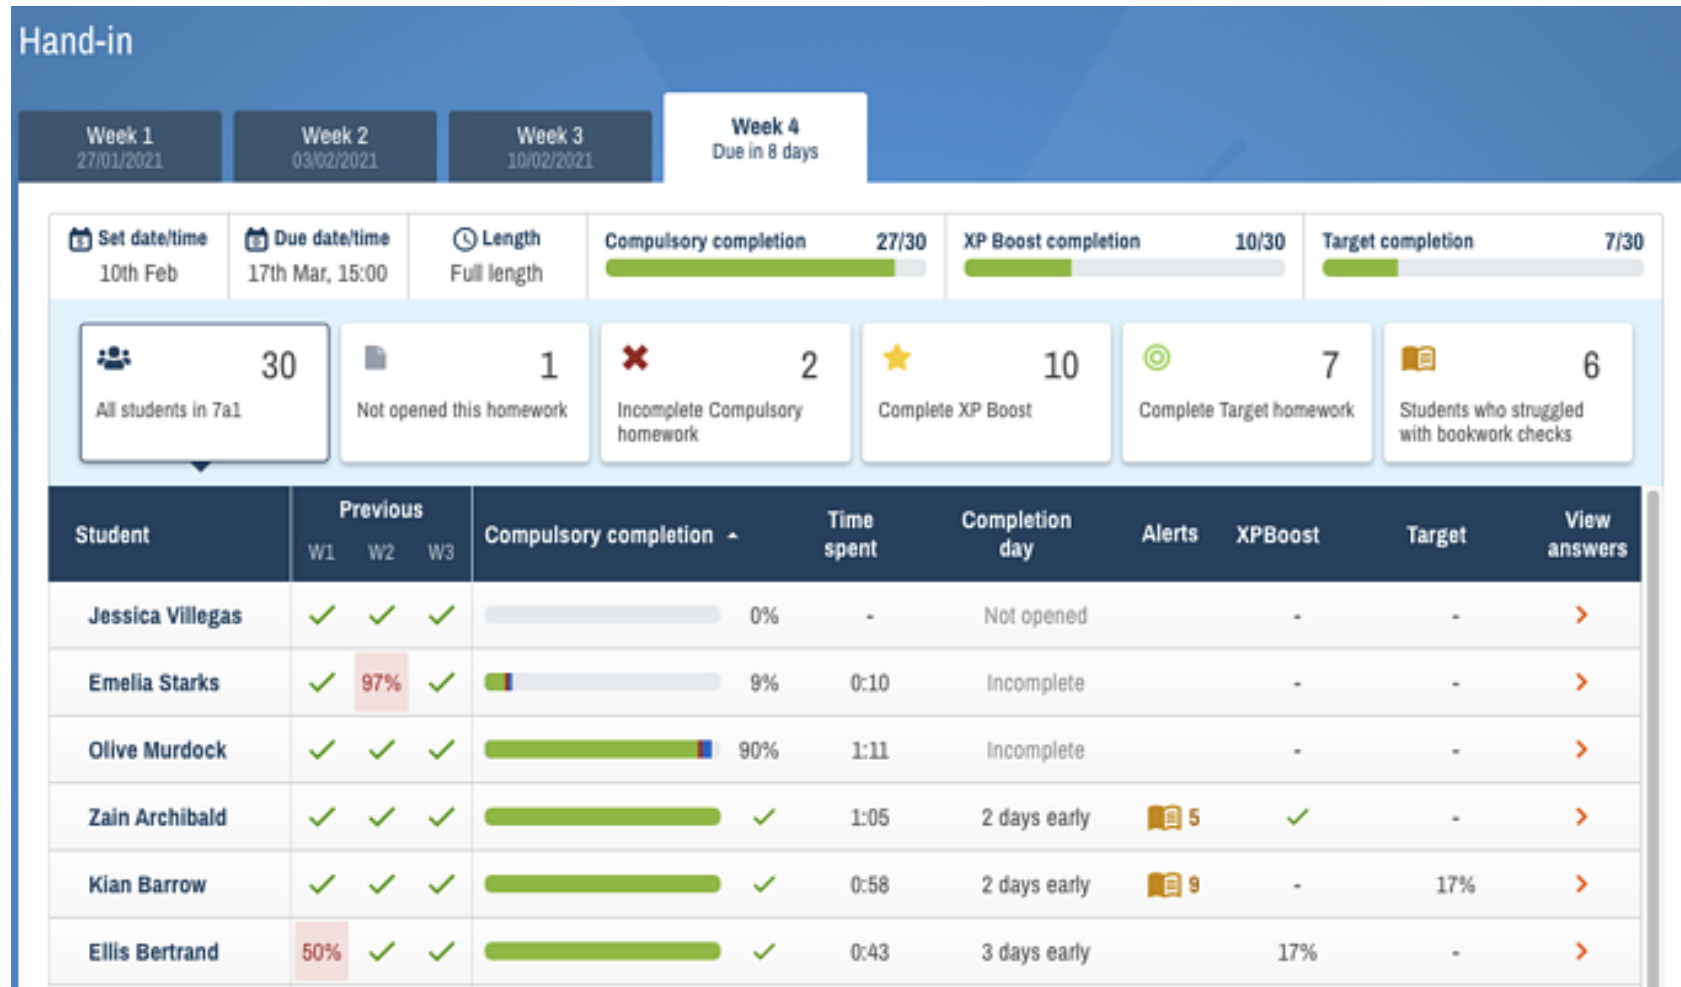 Hand-in
Week 1
27/01/2021
Week 2
03/02/2021
Week 3
10/02/2021
Week 4
Due in 8 days
Set date/time
10th Feb
Due date/time
17th Mar, 15:00
Length
Full length
Compulsory completion 27/30
XP Boost completion 10/30
Target completion 7/30
30
All students in 7a1
1
Not opened this homework
2
Incomplete Compulsory
homework
10
Complete XP Boost
7
Complete Target homework
6
Students who struggled
with bookwork checks
Student
Previous
W1 W2 W3
Compulsory completion
Time
spent
Completion
day
Alerts
XPBoost
Target
View
answers
Jessica Villegas 0% - Not opened - -
Emelia Starks 97% 9% 0:10 Incomplete - -
Olive Murdock 90% 1:11 Incomplete - -
Zain Archibald 1:05 2 days early 5 -
Kian Barrow 0:58 2 days early 9 - 17%
Ellis Bertrand 50% 0:43 3 days early 17% -